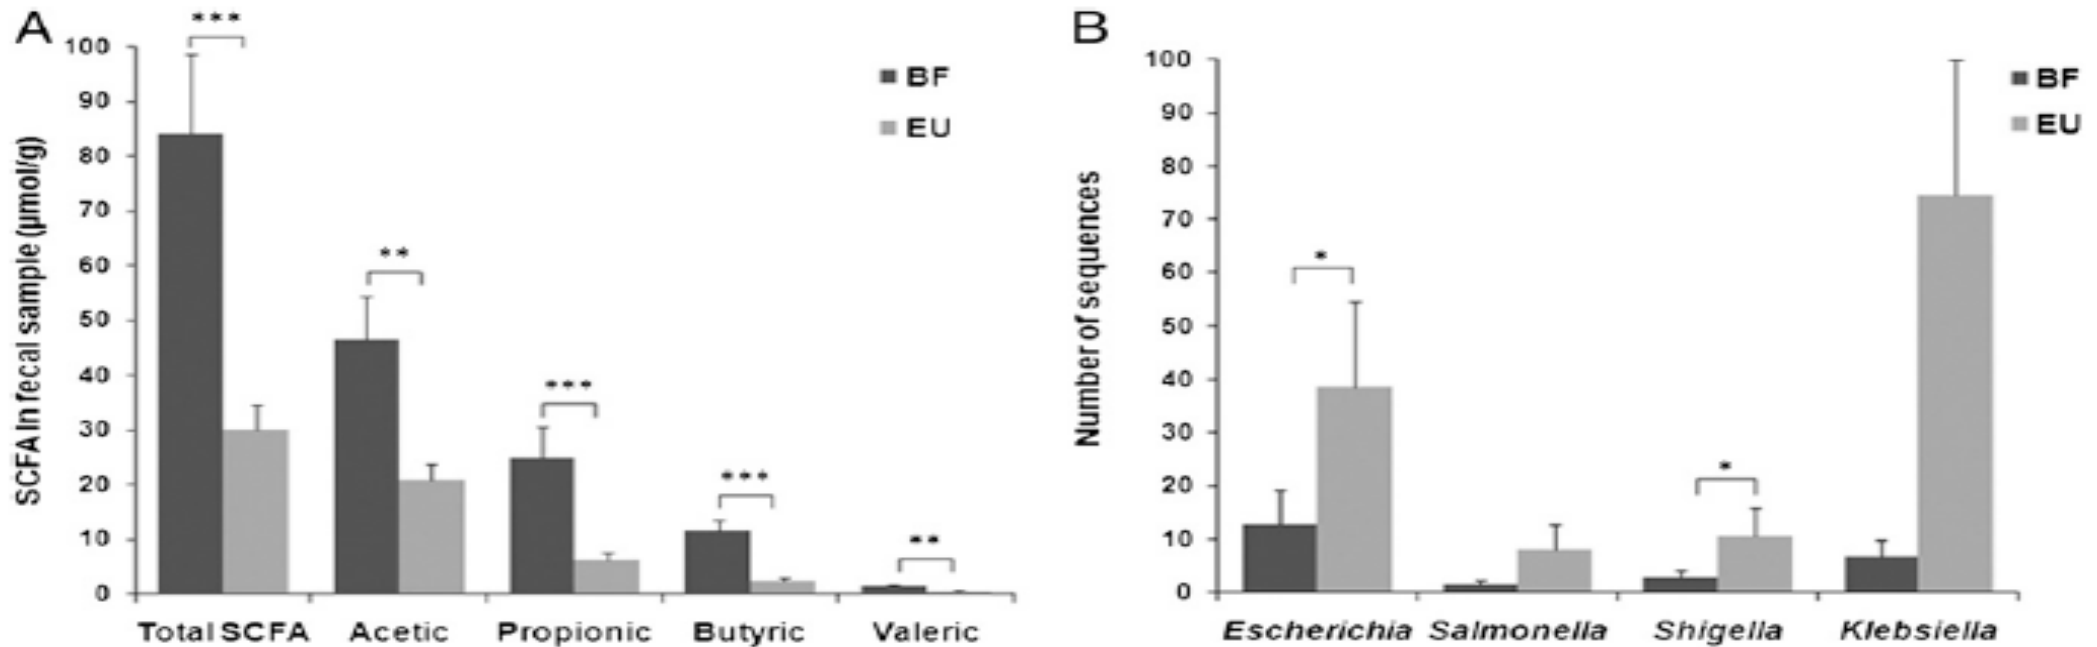 A
***
100
90
80
70
60
50
40
30
20
10
0
SCFA In fecal sample (µmol/g)
BF
EU
**
***
***
**
Total SCFA Acetic Propionic Butyric Valeric
B
100
90
80
70
60
50
40
30
20
10
0
Number of sequences
BF
EU
*
*
Escherichia Salmonella Shigella Klebsiella